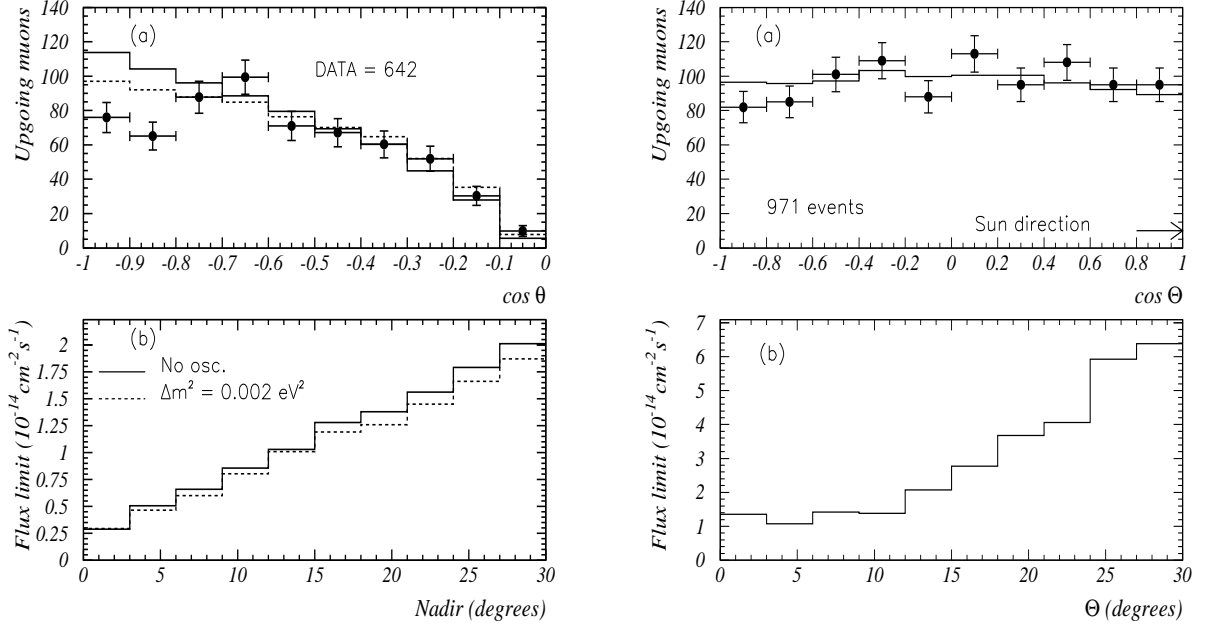 Upgoing muons
140
120
100
80
60
40
20
0
(a)
DATA = 642
-1 -0.9 -0.8 -0.7 -0.6 -0.5 -0.4 -0.3 -0.2 -0.1 0
cos θ
Upgoing muons
140
120
100
80
60
40
20
0
(a)
971 events
Sun direction
-1 -0.8 -0.6 -0.4 -0.2 0 0.2 0.4 0.6 0.8 1
cos Θ
Flux limit (10⁻¹⁴ cm⁻² s⁻¹)
2
1.75
1.5
1.25
1
0.75
0.5
0.25
0
(b)
No osc.
Δm² = 0.002 eV²
0 5 10 15 20 25 30
Nadir (degrees)
Flux limit (10⁻¹⁴ cm⁻² s⁻¹)
7
6
5
4
3
2
1
0
(b)
0 5 10 15 20 25 30
Θ (degrees)